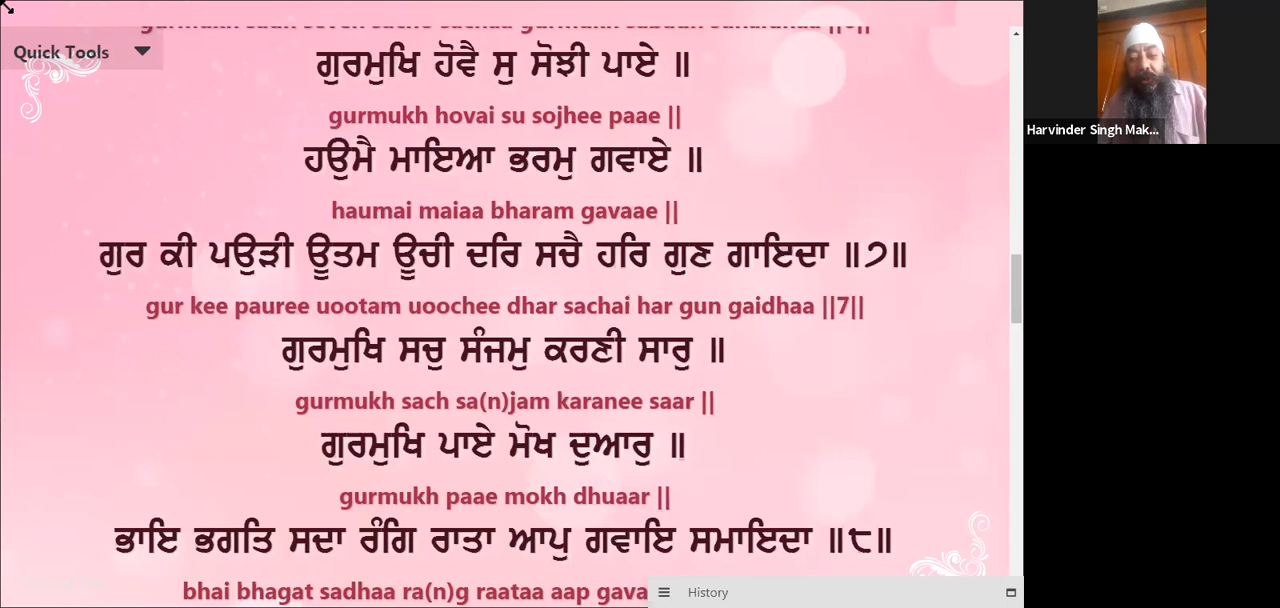 Quick Tools
ਗੁਰਮੁਖਿ ਹੋਵੈ ਸੁ ਸੋਝੀ ਪਾਏ ॥
gurmukh hovai su sojhee paae ||
ਹਉਮੈ ਮਾਇਆ ਭਰਮੁ ਗਵਾਏ ॥
haumai maiaa bharam gavaae ||
ਗੁਰ ਕੀ ਪਉੜੀ ਊਤਮ ਊਚੀ ਦਰਿ ਸਚੈ ਹਰਿ ਗੁਣ ਗਾਇਦਾ ॥੭॥
gur kee pauree uootam uoochee dhar sachai har gun gaidhaa ||7||
ਗੁਰਮੁਖਿ ਸਚੁ ਸੰਜਮੁ ਕਰਣੀ ਸਾਰੁ ॥
gurmukh sach sa(n)jam karanee saar ||
ਗੁਰਮੁਖਿ ਪਾਏ ਮੋਖ ਦੁਆਰੁ ॥
gurmukh paae mokh dhuaar ||
ਭਾਇ ਭਗਤਿ ਸਦਾ ਰੰਗਿ ਰਾਤਾ ਆਪੁ ਗਵਾਇ ਸਮਾਇਦਾ ॥੮॥
bhai bhagat sadhaa ra(n)g raataa aap gava
History
Harvinder Singh Mak...